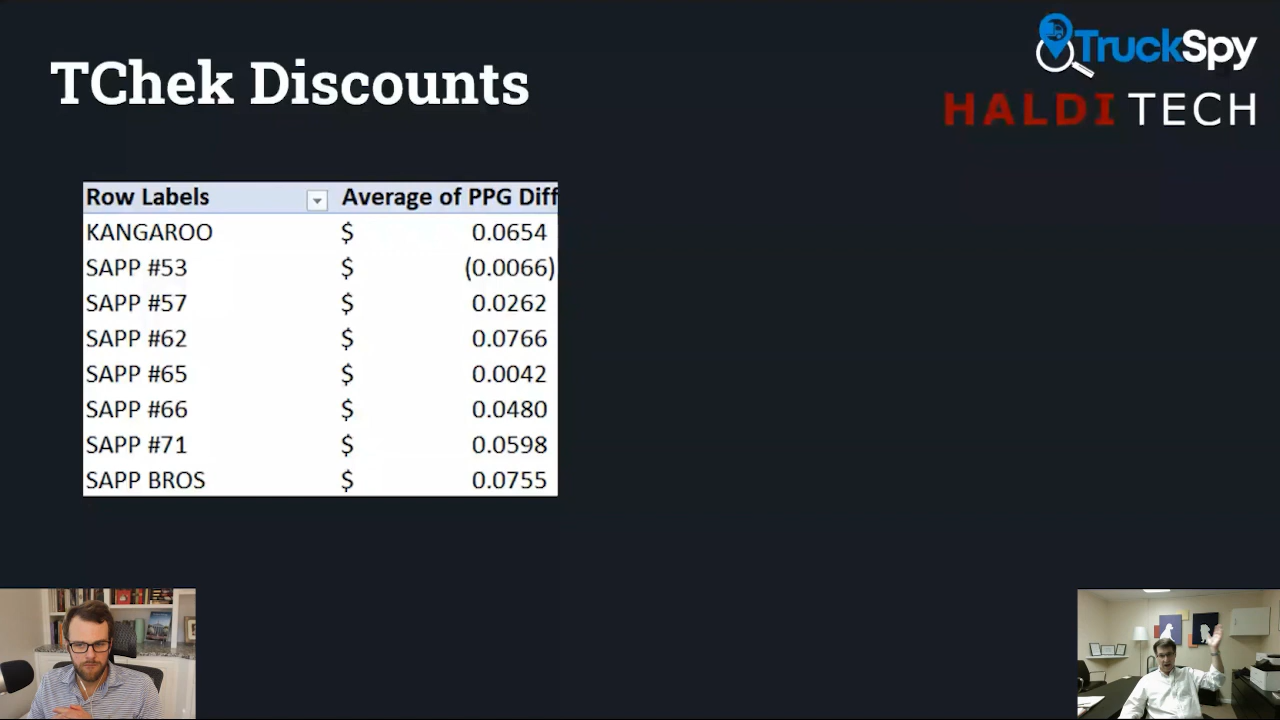 TruckSpy
TChek Discounts
HALDI TECH
Row Labels Average of PPG Diff
KANGAROO $ 0.0654
SAPP #53 $ (0.0066)
SAPP #57 $ 0.0262
SAPP #62 $ 0.0766
SAPP #65 $ 0.0042
SAPP #66 $ 0.0480
SAPP #71 $ 0.0598
SAPP BROS $ 0.0755